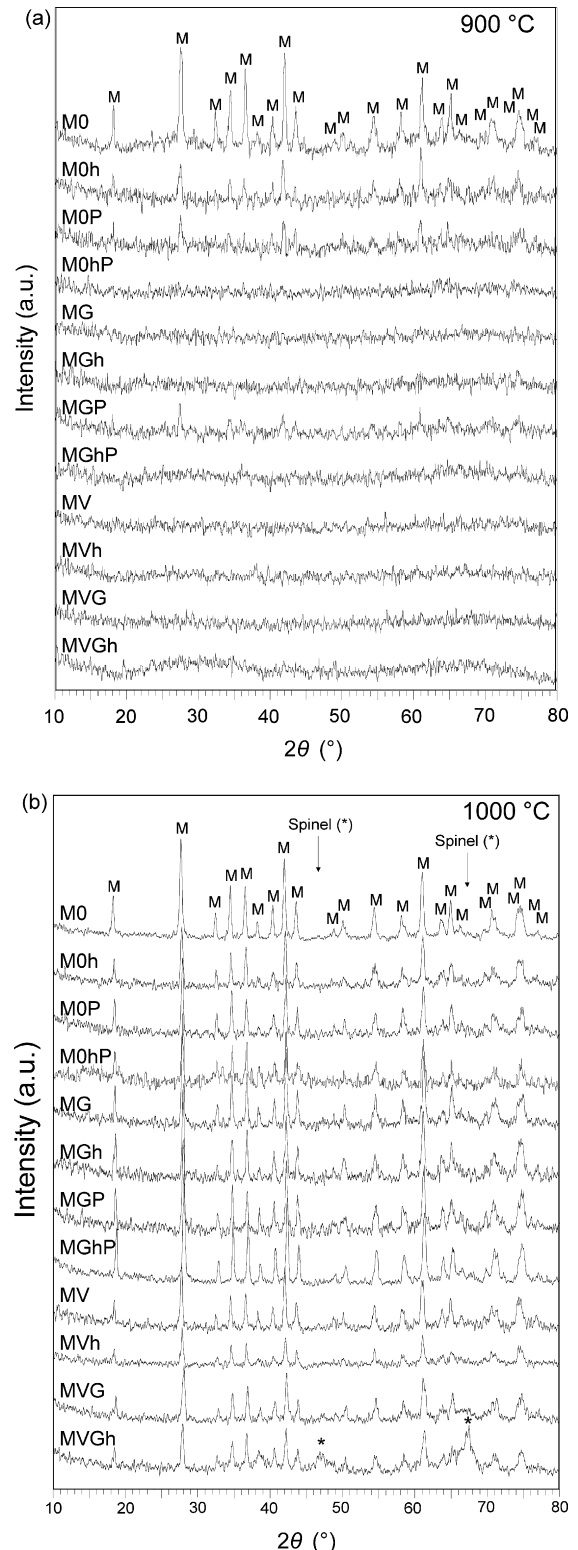 (a)
900 °C
M M M M M M M M M M M M M M M M M M M M M M M
M0
M0h
M0P
M0hP
MG
MGh
MGP
MGhP
MV
MVh
MVG
MVGh
Intensity (a.u.)
10 20 30 40 50 60 70 80
2θ (°)
(b)
1000 °C
Spinel (*)
Spinel (*)
M M M M M M M M M M M M M M M M M M M M M M
M0
M0h
M0P
M0hP
MG
MGh
MGP
MGhP
MV
MVh
MVG
MVGh
* *
Intensity (a.u.)
10 20 30 40 50 60 70 80
2θ (°)